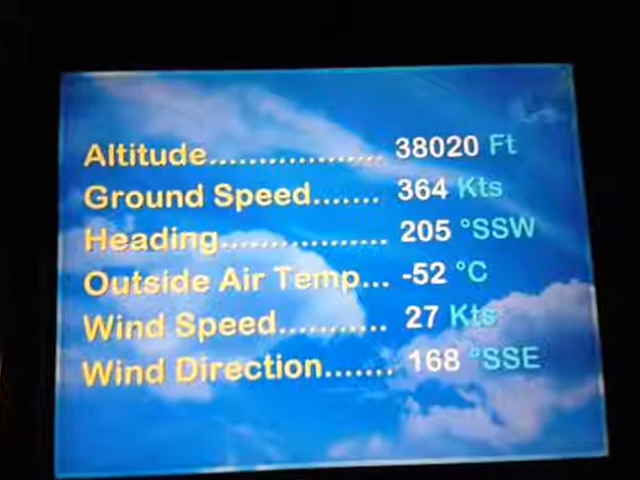 Altitude.................. 38020 Ft
Ground Speed....... 364 Kts
Heading................. 205 °SSW
Outside Air Temp... -52 °C
Wind Speed........... 27 Kts
Wind Direction....... 168 °SSE